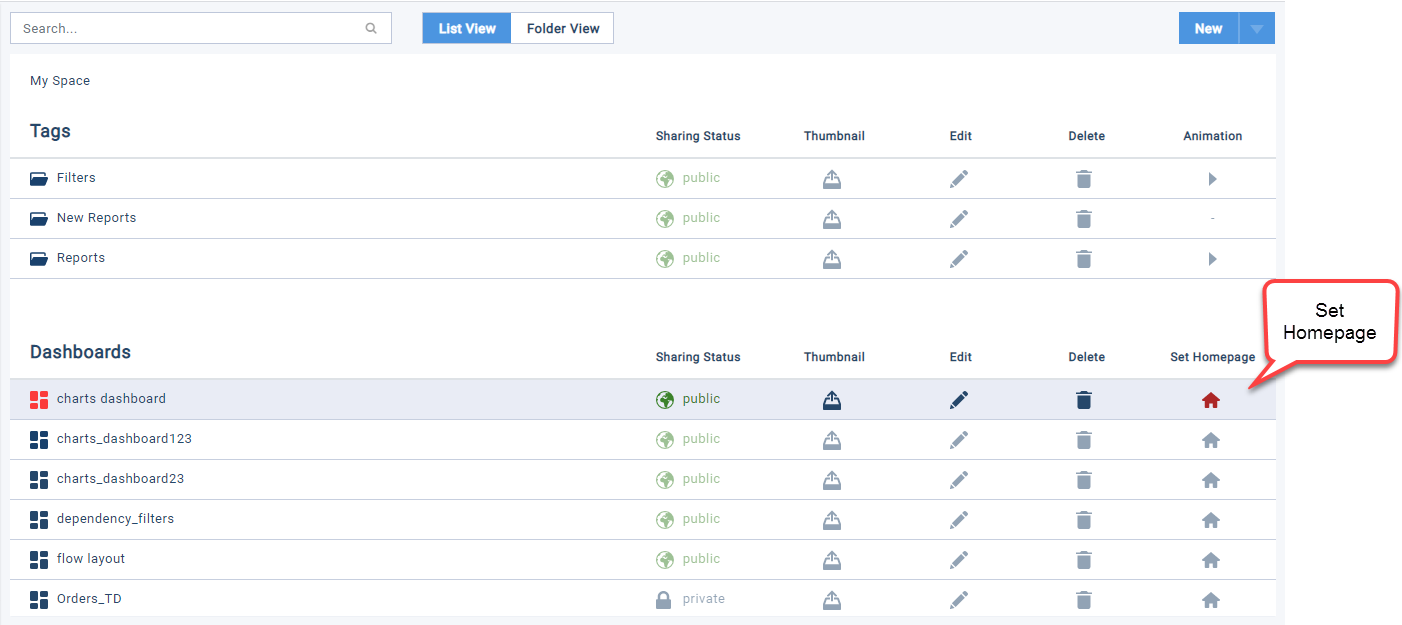 Search...
List View
Folder View
New
My Space
Tags
Sharing Status
Thumbnail
Edit
Delete
Animation
Filters
public
New Reports
public
-
Reports
public
Set
Homepage
Dashboards
Sharing Status
Thumbnail
Edit
Delete
Set Homepage
charts dashboard
public
charts_dashboard123
public
charts_dashboard23
public
dependency_filters
public
flow layout
public
Orders_TD
private